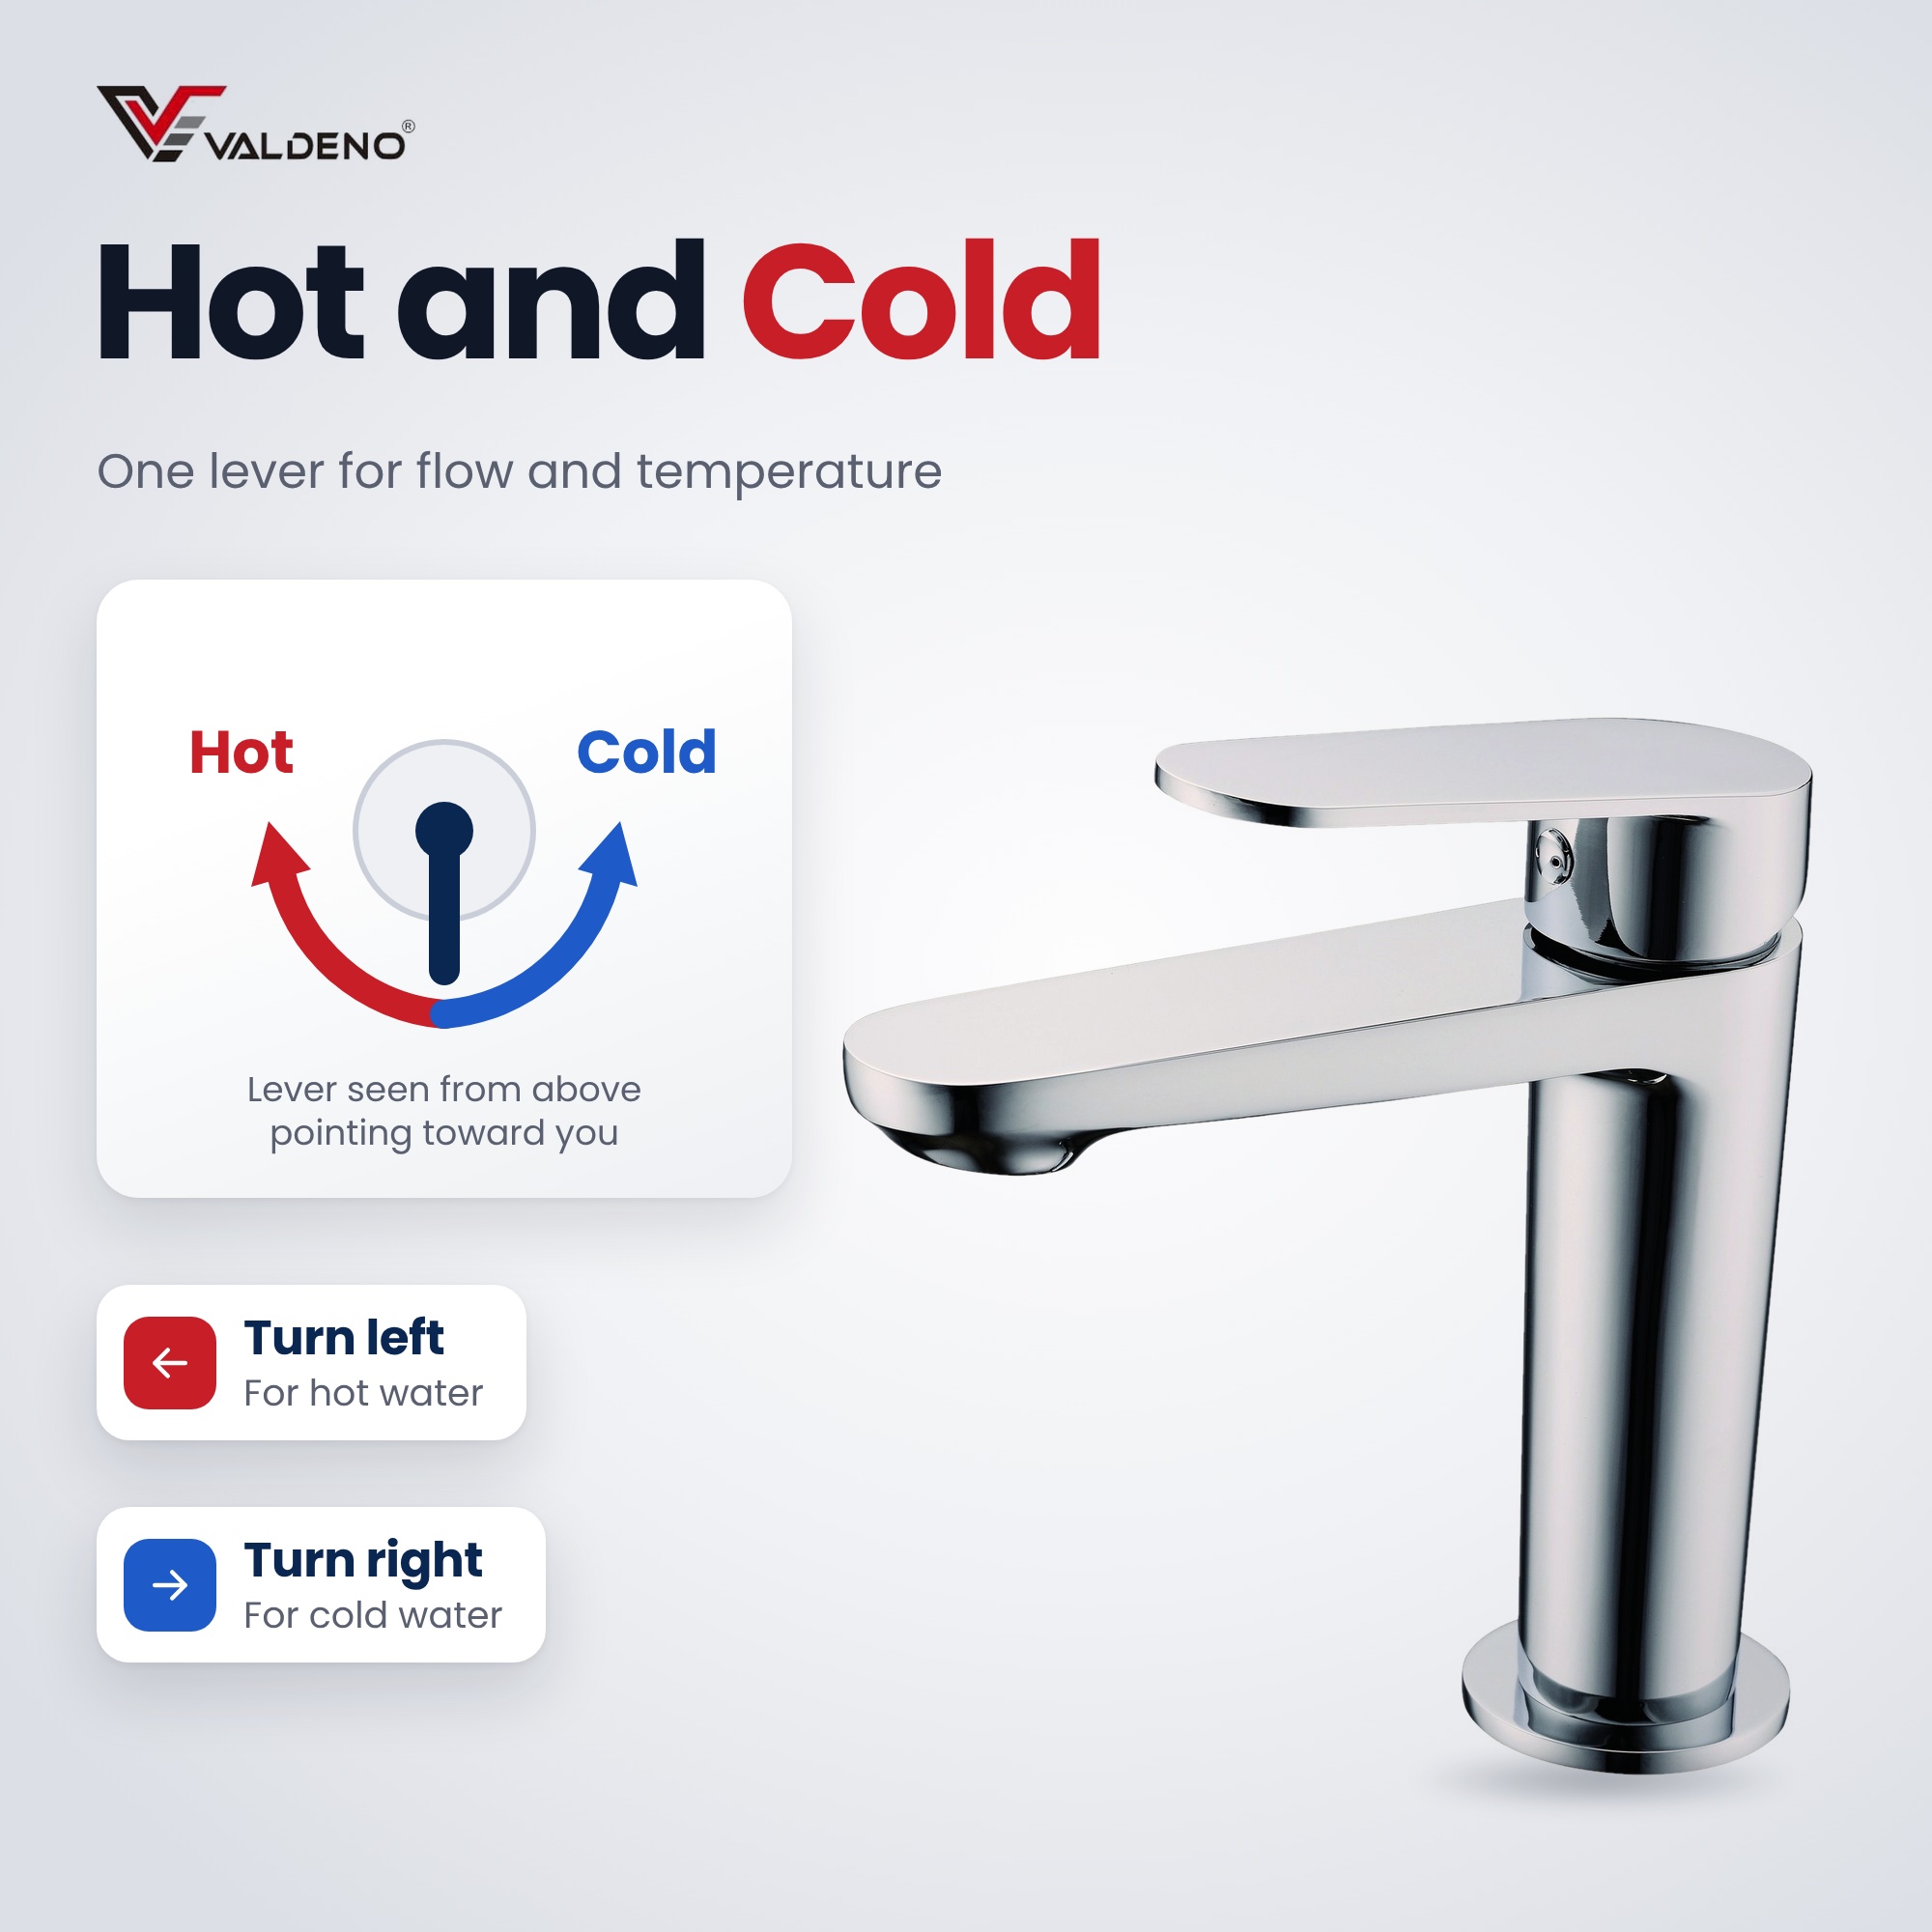 VALDENO®
Hot and Cold
One lever for flow and temperature
Hot
Cold
Lever seen from above
pointing toward you
Turn left
For hot water
Turn right
For cold water